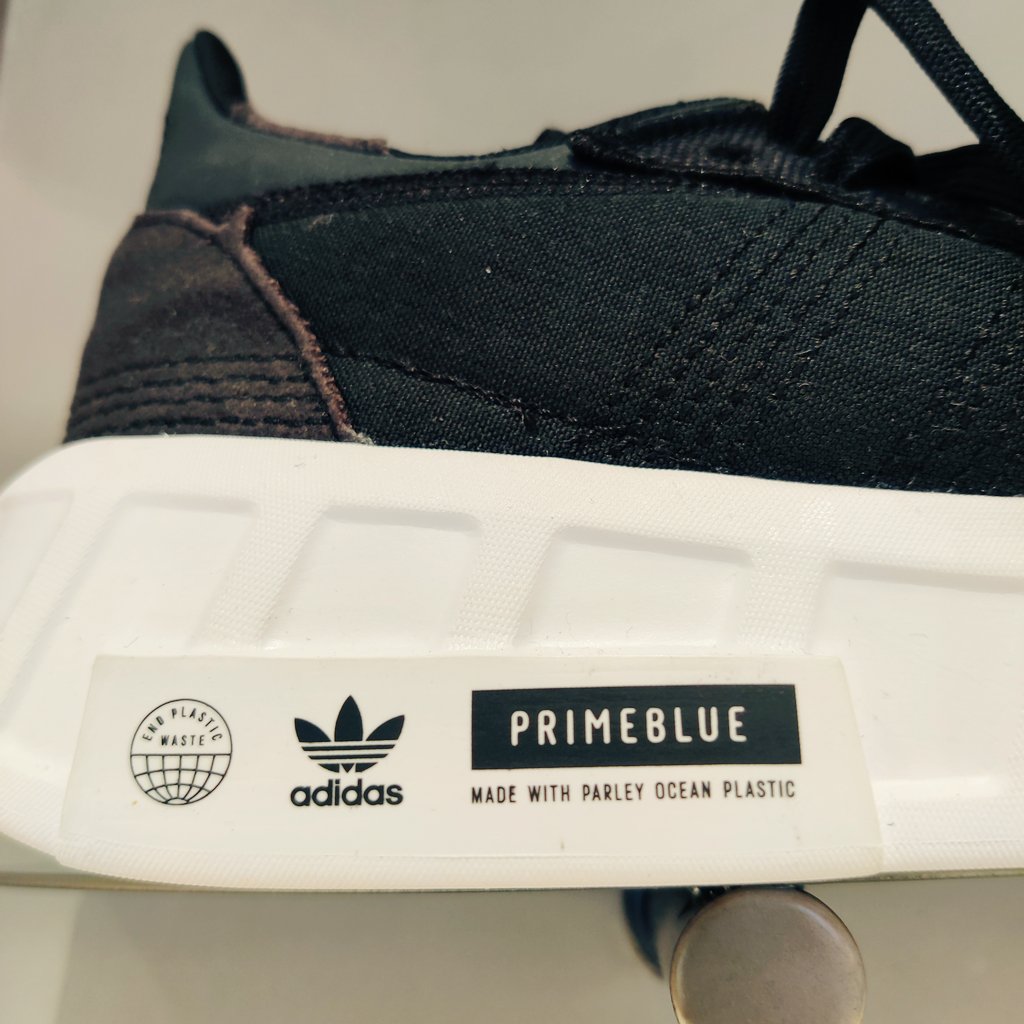 END PLASTIC
WASTE
adidas
PRIMEBLUE
MADE WITH PARLEY OCEAN PLASTIC